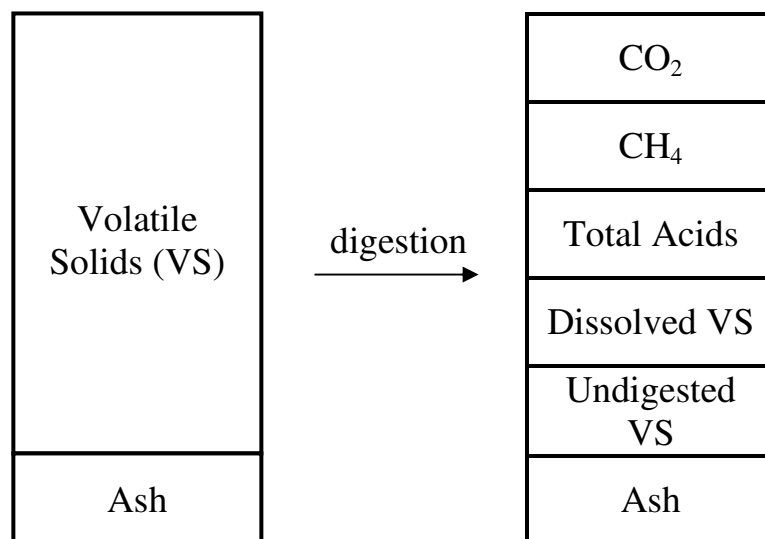 Volatile
Solids (VS)
Ash
digestion
CO₂
CH₄
Total Acids
Dissolved VS
Undigested
VS
Ash